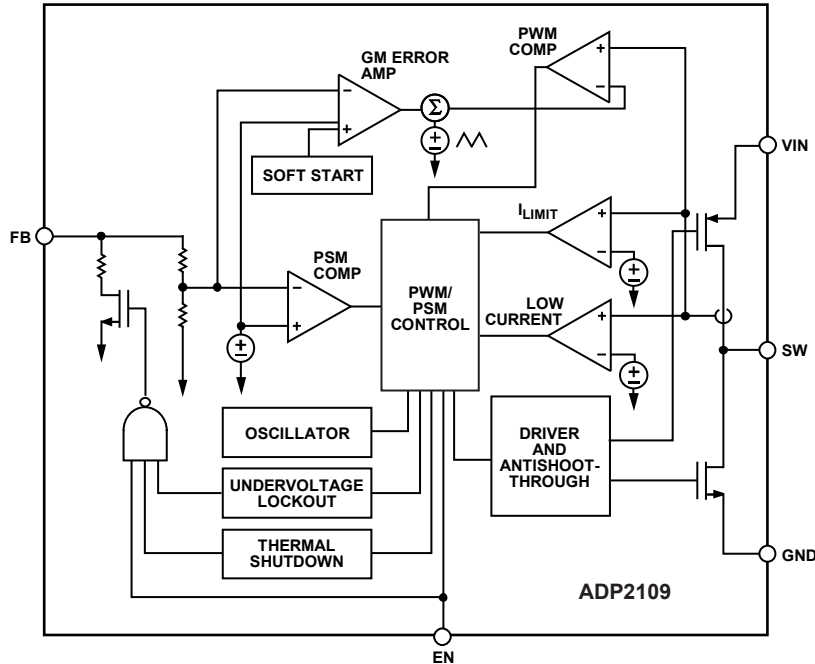 PWM
COMP
GM ERROR
AMP
+
−
−
+
+
Σ
SOFT START
VIN
FB
I_LIMIT
+
−
PSM
COMP
−
+
PWM/
PSM
CONTROL
LOW
CURRENT
+
−
SW
OSCILLATOR
UNDERVOLTAGE
LOCKOUT
THERMAL
SHUTDOWN
DRIVER
AND
ANTISHOOT-
THROUGH
GND
ADP2109
EN